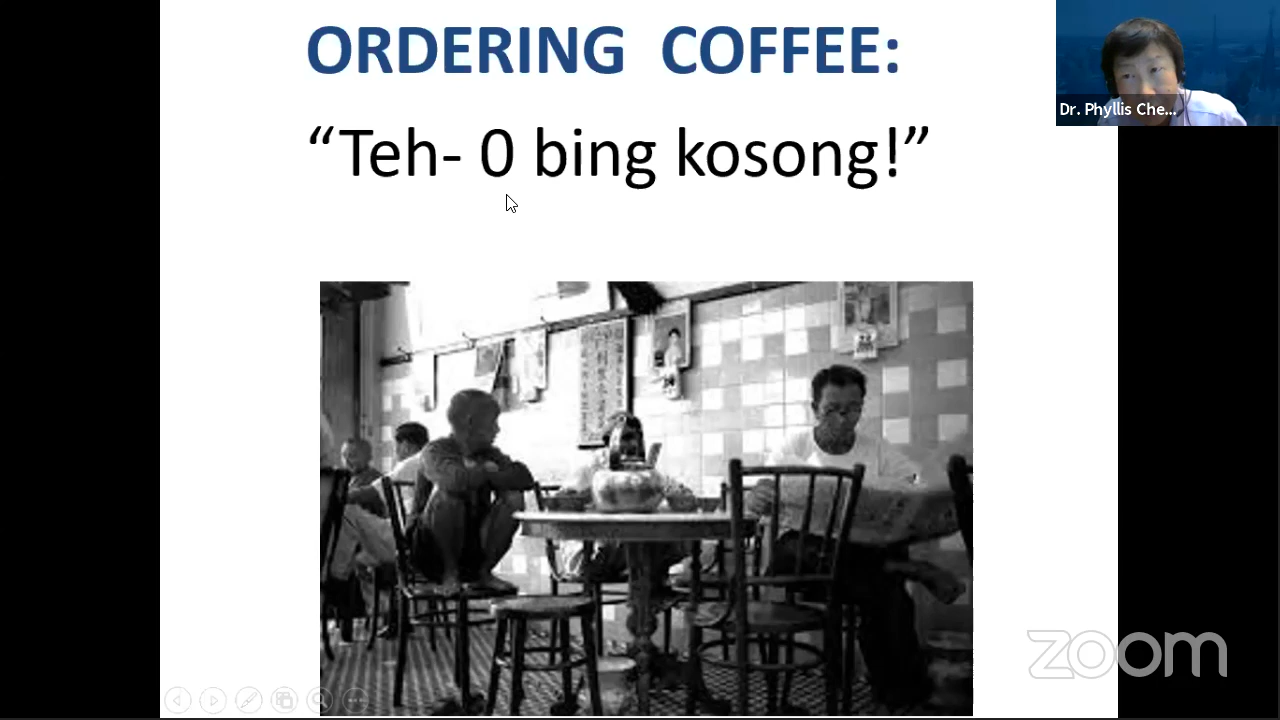 ORDERING COFFEE:
“Teh- 0 bing kosong!”
Dr. Phyllis Che...
zoom